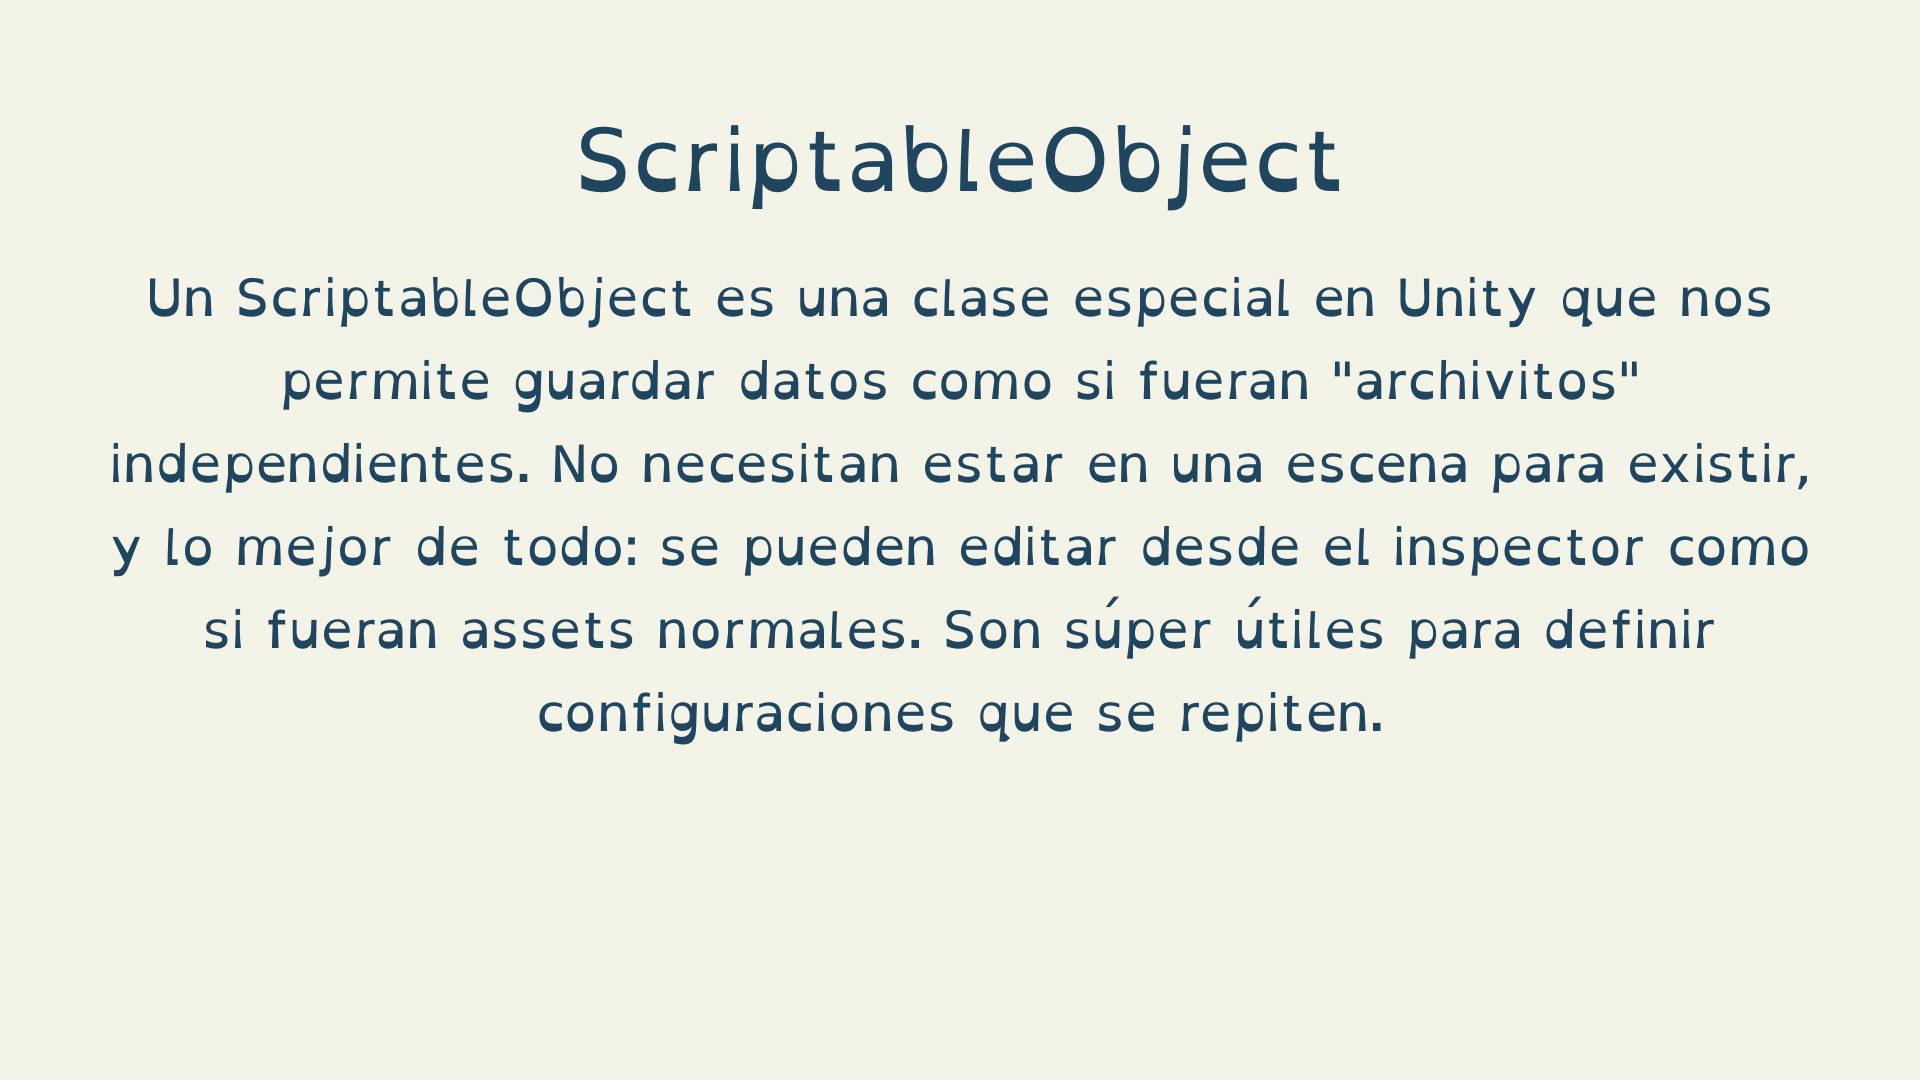 ScriptableObject
Un ScriptableObject es una clase especial en Unity que nos
permite guardar datos como si fueran "archivitos"
independientes. No necesitan estar en una escena para existir,
y lo mejor de todo: se pueden editar desde el inspector como
si fueran assets normales. Son súper útiles para definir
configuraciones que se repiten.